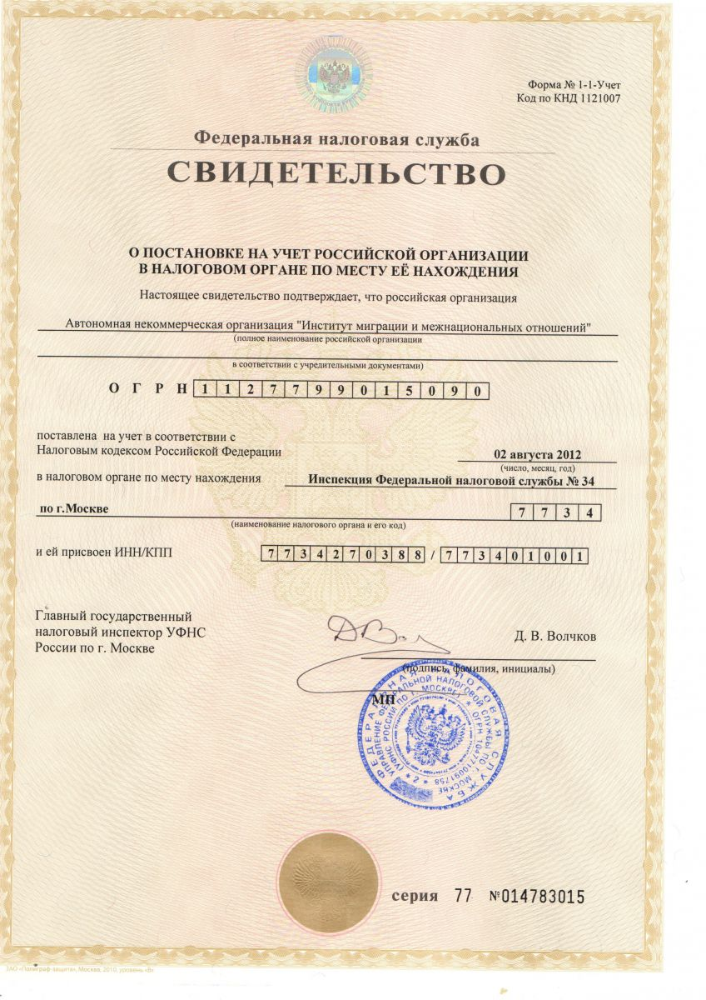 Форма № 1-1-Учет
Код по КНД 1121007
Федеральная налоговая служба
СВИДЕТЕЛЬСТВО
О ПОСТАНОВКЕ НА УЧЕТ РОССИЙСКОЙ ОРГАНИЗАЦИИ
В НАЛОГОВОМ ОРГАНЕ ПО МЕСТУ ЕЁ НАХОЖДЕНИЯ
Настоящее свидетельство подтверждает, что российская организация
Автономная некоммерческая организация "Институт миграции и межнациональных отношений"
(полное наименование российской организации
в соответствии с учредительными документами)
О Г Р Н 1 1 2 7 7 9 9 0 1 5 0 9 0
поставлена на учет в соответствии с
Налоговым кодексом Российской Федерации 02 августа 2012
(число, месяц, год)
в налоговом органе по месту нахождения Инспекция Федеральной налоговой службы № 34
по г.Москве 7 7 3 4
(наименование налогового органа и его код)
и ей присвоен ИНН/КПП 7 7 3 4 2 7 0 3 8 8 / 7 7 3 4 0 1 0 0 1
Главный государственный
налоговый инспектор УФНС
России по г. Москве
Д. В. Волчков
(подпись, фамилия, инициалы)
МП
ФЕДЕРАЛЬНАЯ НАЛОГОВАЯ СЛУЖБА
УПРАВЛЕНИЕ ФЕДЕРАЛЬНОЙ НАЛОГОВОЙ СЛУЖБЫ ПО Г. МОСКВЕ
(УФНС РОССИИ ПО Г. МОСКВЕ) * ОГРН 1047710091758 * 2 *
серия 77 №014783015
ЗАО «Полиграф-защита», Москва, 2010, уровень «В»